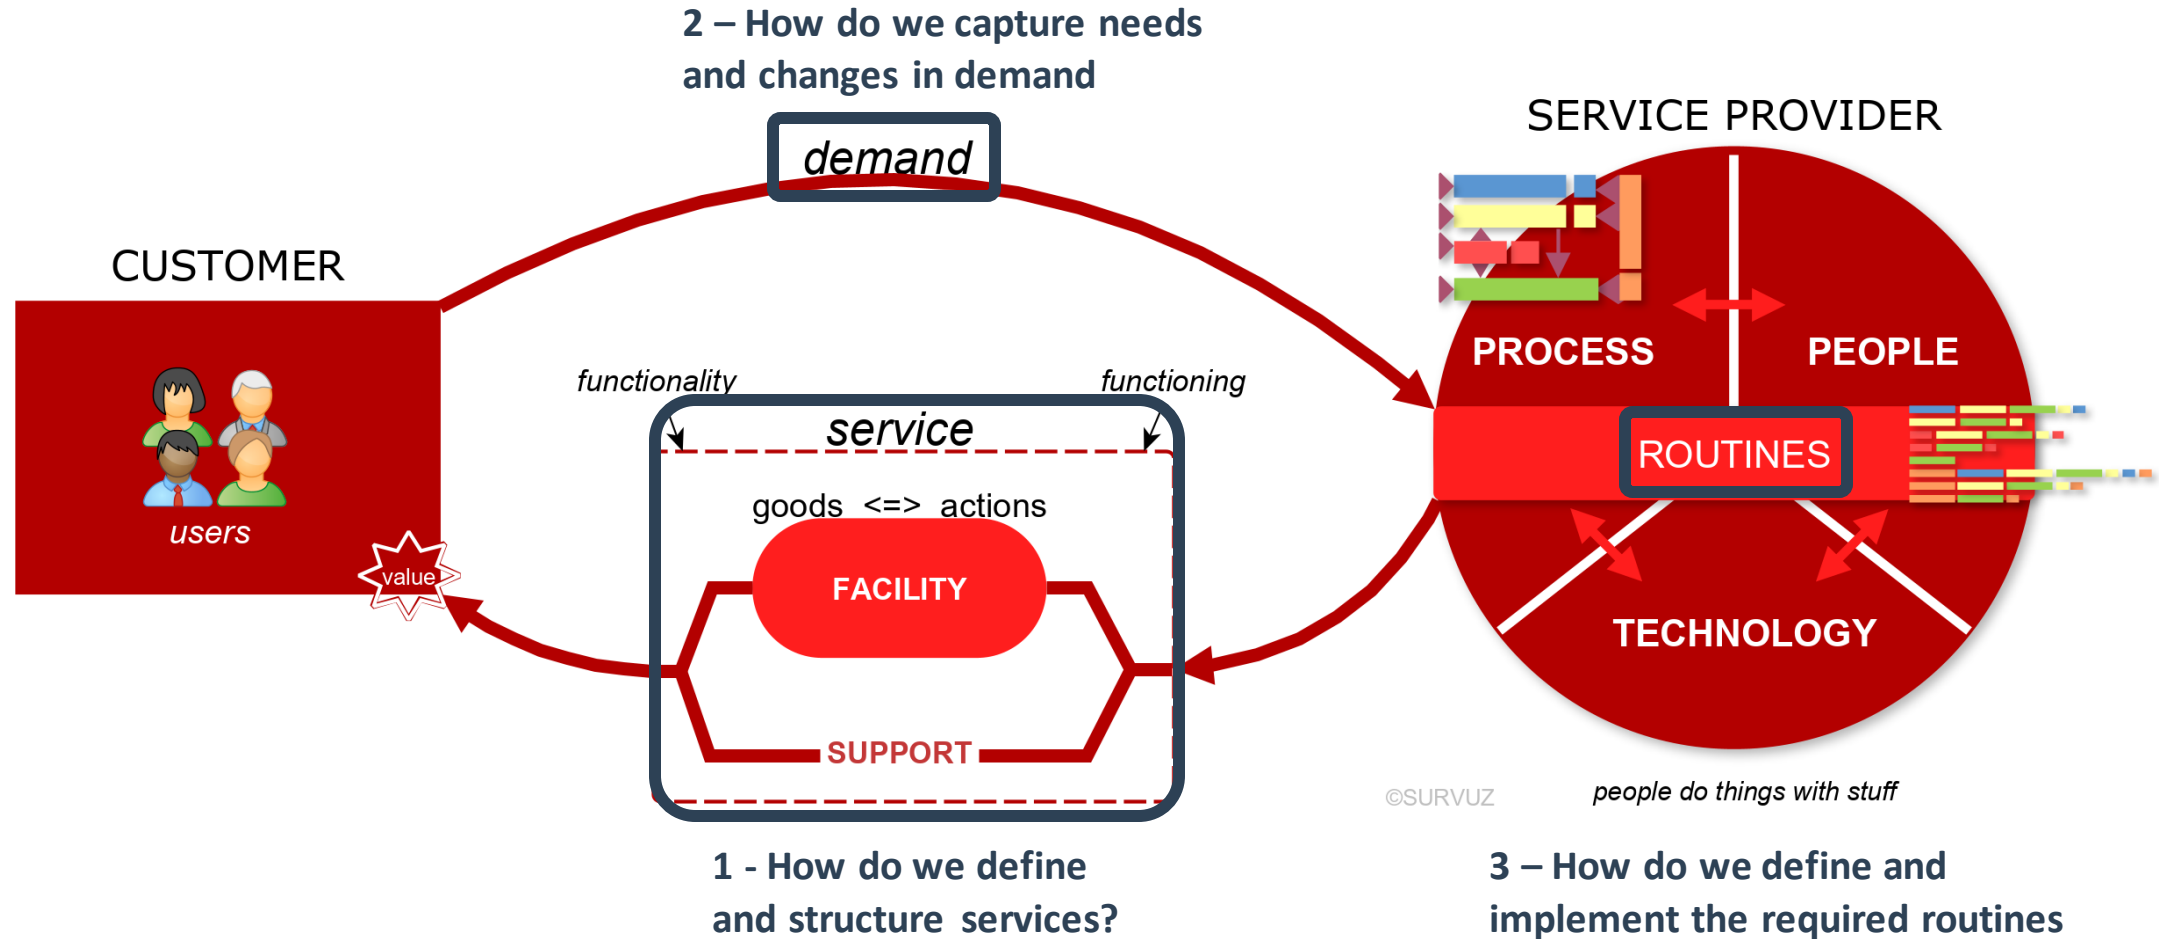 2 – How do we capture needs
and changes in demand
demand
SERVICE PROVIDER
CUSTOMER
users
value
functionality
functioning
service
goods <=> actions
FACILITY
SUPPORT
PROCESS
PEOPLE
ROUTINES
TECHNOLOGY
©SURVUZ
people do things with stuff
1 - How do we define
and structure services?
3 – How do we define and
implement the required routines